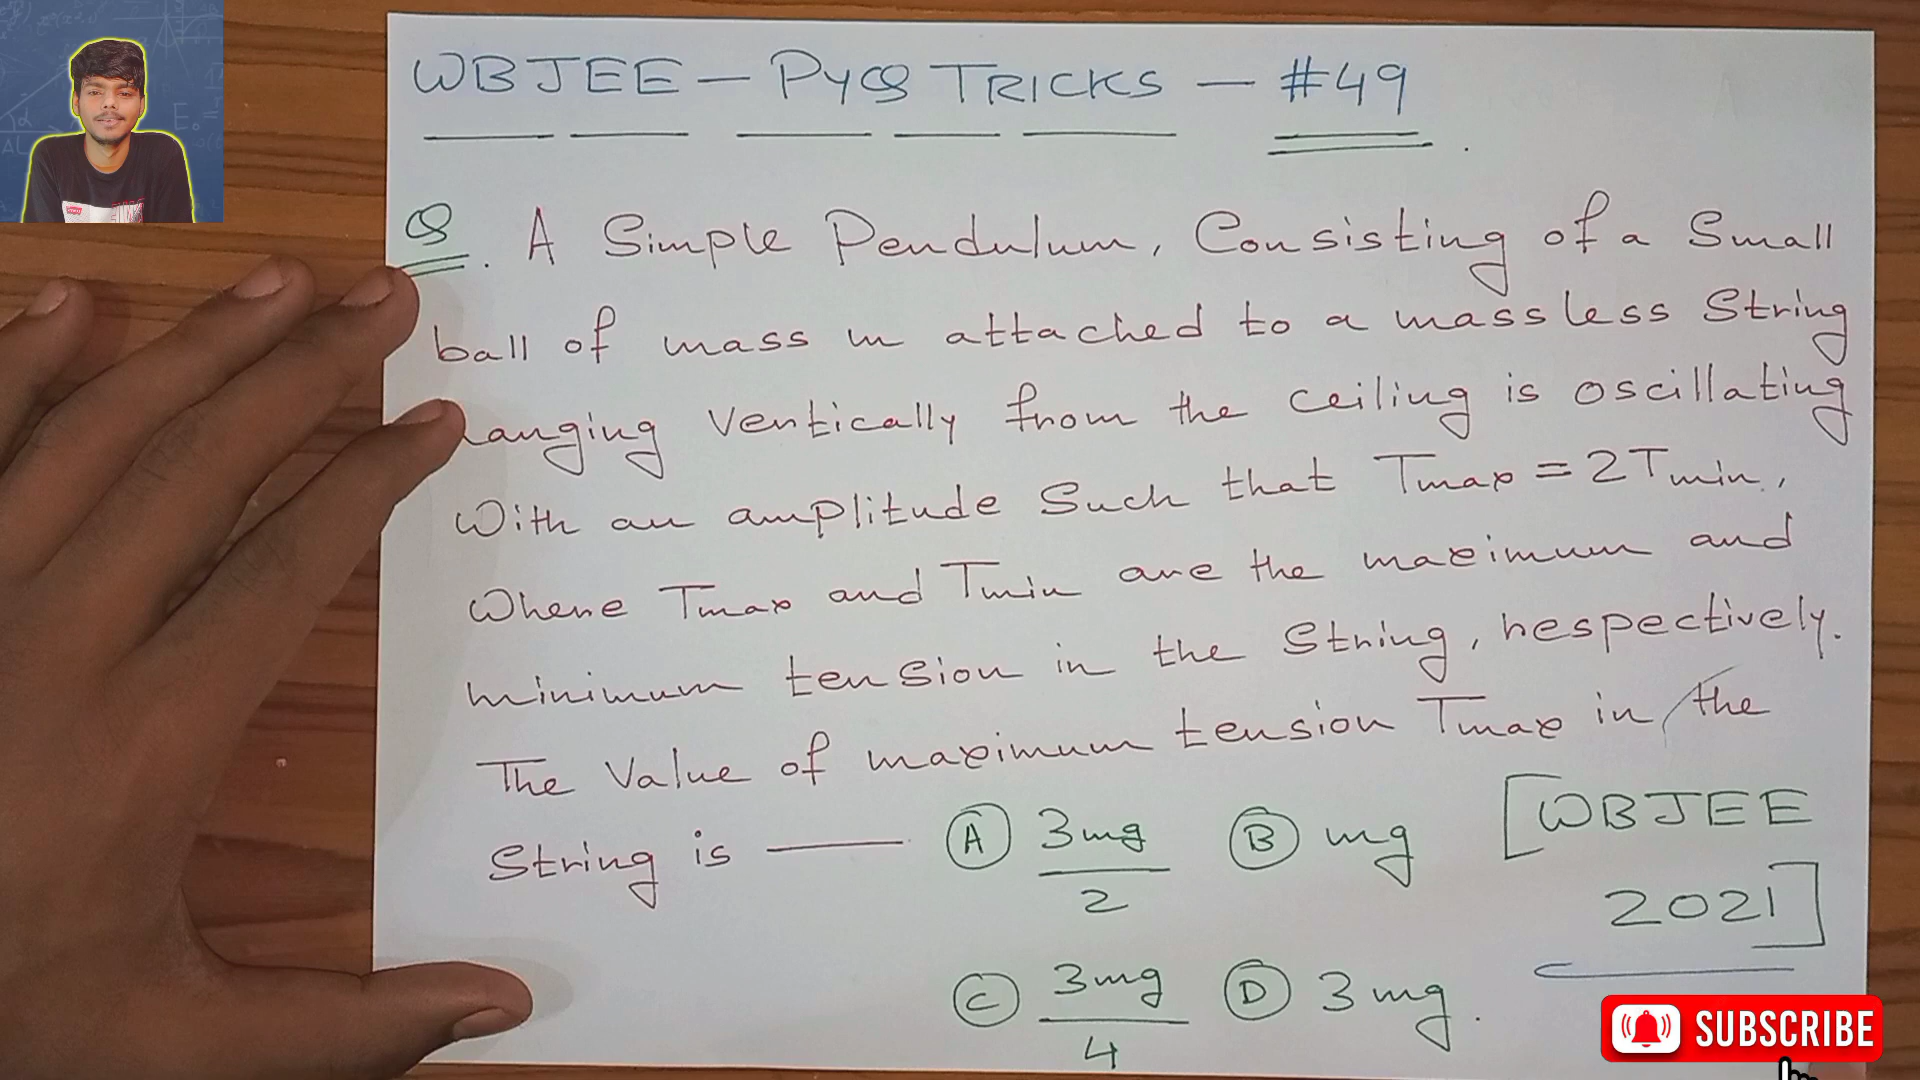 WBJEE - PYQ TRICKS - #49
Q. A Simple Pendulum, Consisting of a Small
ball of mass m attached to a massless String
hanging vertically from the ceiling is oscillating
With an amplitude Such that Tmax = 2Tmin,
Where Tmax and Tmin are the maximum and
minimum tension in the String, respectively.
The Value of maximum tension Tmax in the
String is —
(A) 3mg/2 (B) mg
(C) 3mg/4 (D) 3mg.
[WBJEE
2021]
SUBSCRIBE